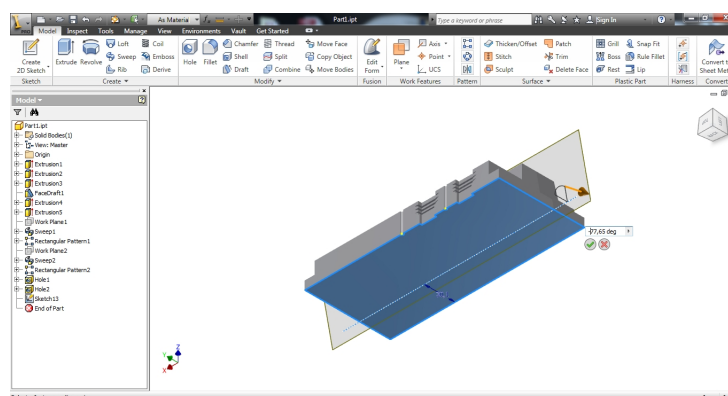 PRO
As Material
Part1.ipt
Type a keyword or phrase
Sign In
Model Inspect Tools Manage View Environments Vault Get Started
Create
2D Sketch
Extrude
Revolve
Loft
Sweep
Rib
Coil
Emboss
Derive
Hole
Fillet
Chamfer
Shell
Draft
Thread
Split
Combine
Move Face
Copy Object
Move Bodies
Edit
Form
Plane
Axis
Point
UCS
Thicken/Offset
Stitch
Sculpt
Patch
Trim
Delete Face
Grill
Boss
Rest
Snap Fit
Rule Fillet
Lip
Convert t
Sheet Met
Sketch
Create
Modify
Fusion
Work Features
Pattern
Surface
Plastic Part
Harness
Convert
Model
Part1.ipt
Solid Bodies(1)
View: Master
Origin
Extrusion1
Extrusion2
Extrusion3
FaceDraft1
Extrusion4
Extrusion5
Work Plane1
Sweep1
Rectangular Pattern1
Work Plane2
Sweep2
Rectangular Pattern2
Hole1
Hole2
Sketch13
End of Part
-77,65 deg
Z
Y
X